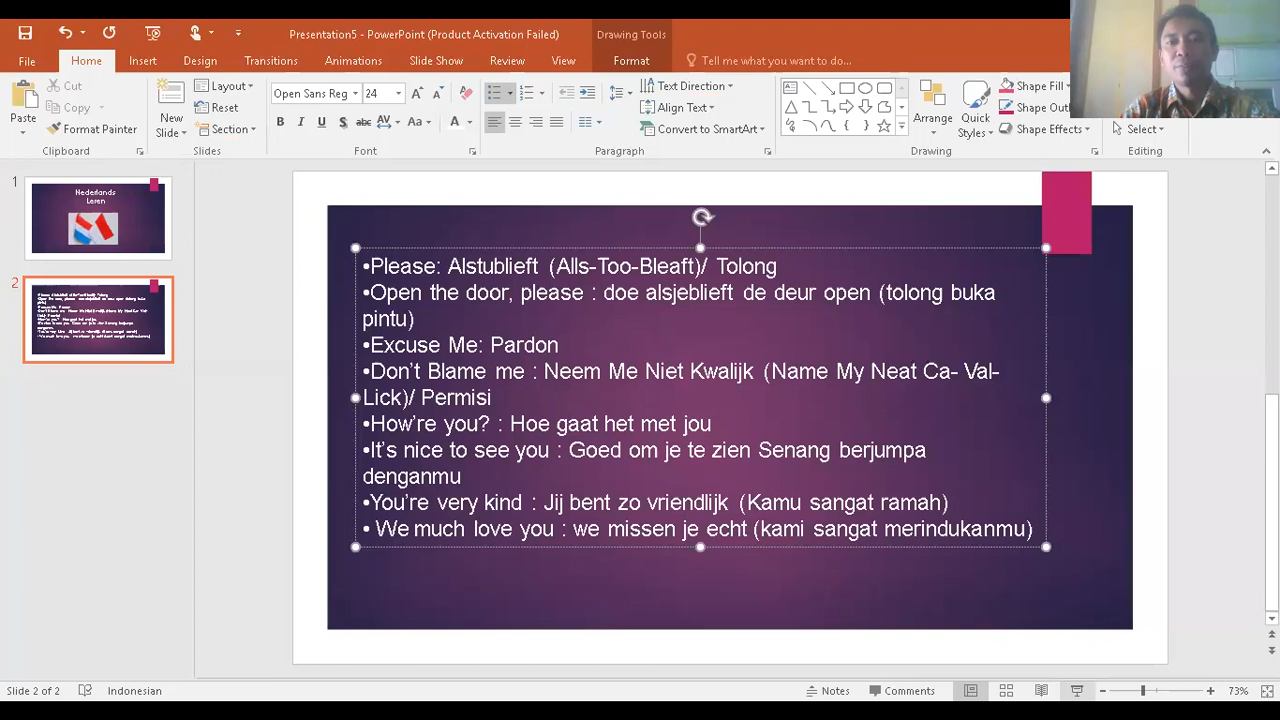 Presentation5 - PowerPoint (Product Activation Failed)
Drawing Tools
File
Home
Insert
Design
Transitions
Animations
Slide Show
Review
View
Format
Tell me what you want to do...
Paste
Cut
Copy
Format Painter
Clipboard
New Slide
Layout
Reset
Section
Slides
Open Sans Reg
24
B I U S abc AV Aa A
Font
Text Direction
Align Text
Convert to SmartArt
Paragraph
Arrange
Quick Styles
Shape Fill
Shape Out
Shape Effects
Drawing
Select
Editing
1
Nederlands
Leren
2
•Please: Alstublieft (Alls-Too-Bleaft)/ Tolong
•Open the door, please : doe alsjeblieft de deur open (tolong buka
pintu)
•Excuse Me: Pardon
•Don't Blame me : Neem Me Niet Kwalijk (Name My Neat Ca- Val-
Lick)/ Permisi
•How're you? : Hoe gaat het met jou
•It's nice to see you : Goed om je te zien Senang berjumpa
denganmu
•You're very kind : Jij bent zo vriendlijk (Kamu sangat ramah)
• We much love you : we missen je echt (kami sangat merindukanmu)
Slide 2 of 2
Indonesian
Notes
Comments
73%